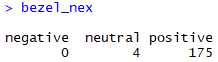 > bezel_nex
negative neutral positive
0 4 175